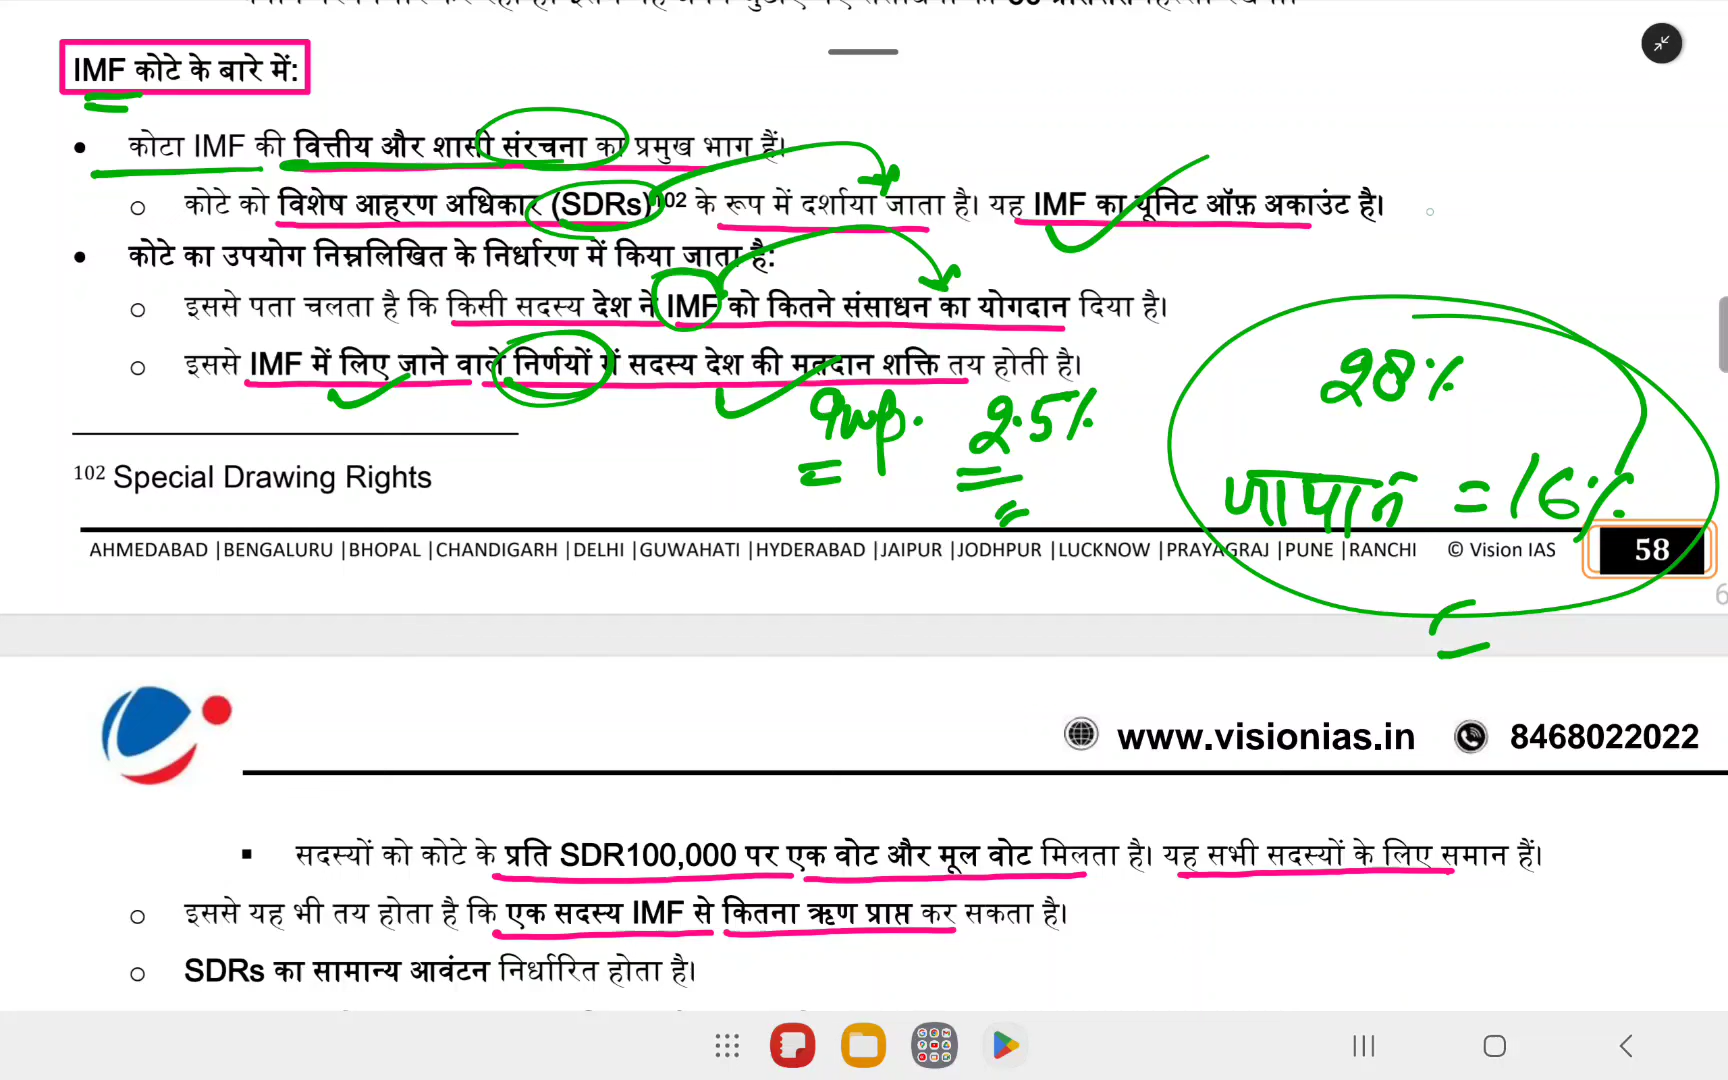 IMF कोटे के बारे में:
• कोटा IMF की वित्तीय और शासी संरचना का प्रमुख भाग हैं।
○ कोटे को विशेष आहरण अधिकार (SDRs)102 के रूप में दर्शाया जाता है। यह IMF का यूनिट ऑफ़ अकाउंट है।
• कोटे का उपयोग निम्नलिखित के निर्धारण में किया जाता है:
○ इससे पता चलता है कि किसी सदस्य देश ने IMF को कितने संसाधन का योगदान दिया है।
○ इससे IMF में लिए जाने वाले निर्णयों में सदस्य देश की मतदान शक्ति तय होती है।
2.5%
28%
जापान = 16%
102 Special Drawing Rights
AHMEDABAD |BENGALURU |BHOPAL |CHANDIGARH |DELHI |GUWAHATI |HYDERABAD |JAIPUR |JODHPUR |LUCKNOW |PRAYAGRAJ |PUNE |RANCHI © Vision IAS
58
www.visionias.in 8468022022
▪ सदस्यों को कोटे के प्रति SDR100,000 पर एक वोट और मूल वोट मिलता है। यह सभी सदस्यों के लिए समान हैं।
○ इससे यह भी तय होता है कि एक सदस्य IMF से कितना ऋण प्राप्त कर सकता है।
○ SDRs का सामान्य आवंटन निर्धारित होता है।